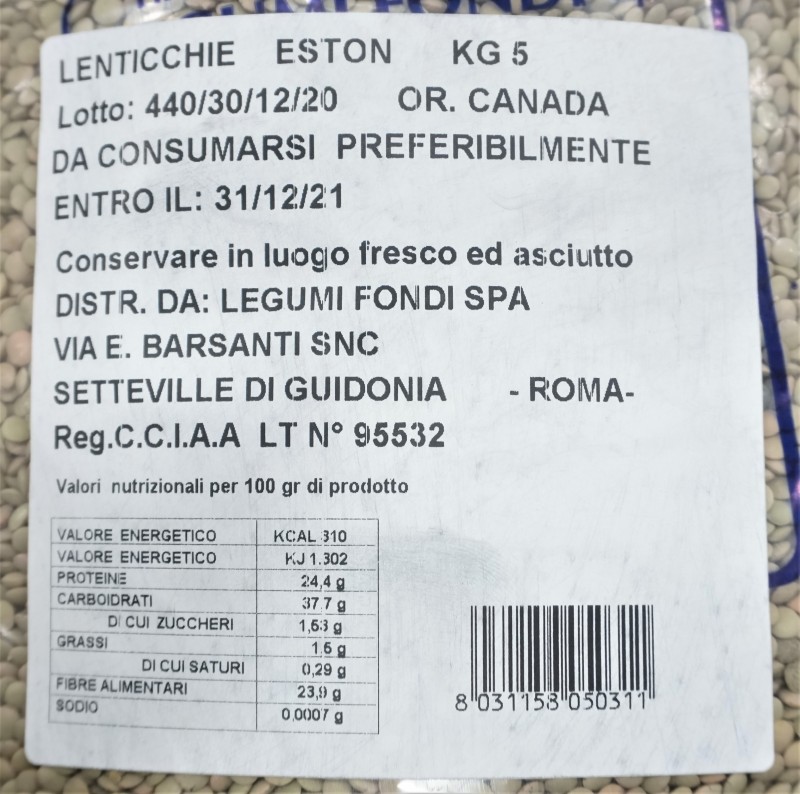 LENTICCHIE ESTON KG 5
Lotto: 440/30/12/20 OR. CANADA
DA CONSUMARSI PREFERIBILMENTE
ENTRO IL: 31/12/21
Conservare in luogo fresco ed asciutto
DISTR. DA: LEGUMI FONDI SPA
VIA E. BARSANTI SNC
SETTEVILLE DI GUIDONIA - ROMA-
Reg.C.C.I.A.A LT N° 95532
Valori nutrizionali per 100 gr di prodotto
VALORE ENERGETICO KCAL 310
VALORE ENERGETICO KJ 1.302
PROTEINE 24,4 g
CARBOIDRATI 37.7 g
DI CUI ZUCCHERI 1,63 g
GRASSI 1.6 g
DI CUI SATURI 0,29 g
FIBRE ALIMENTARI 23,9 g
SODIO 0,0007 g
8 031158 050311